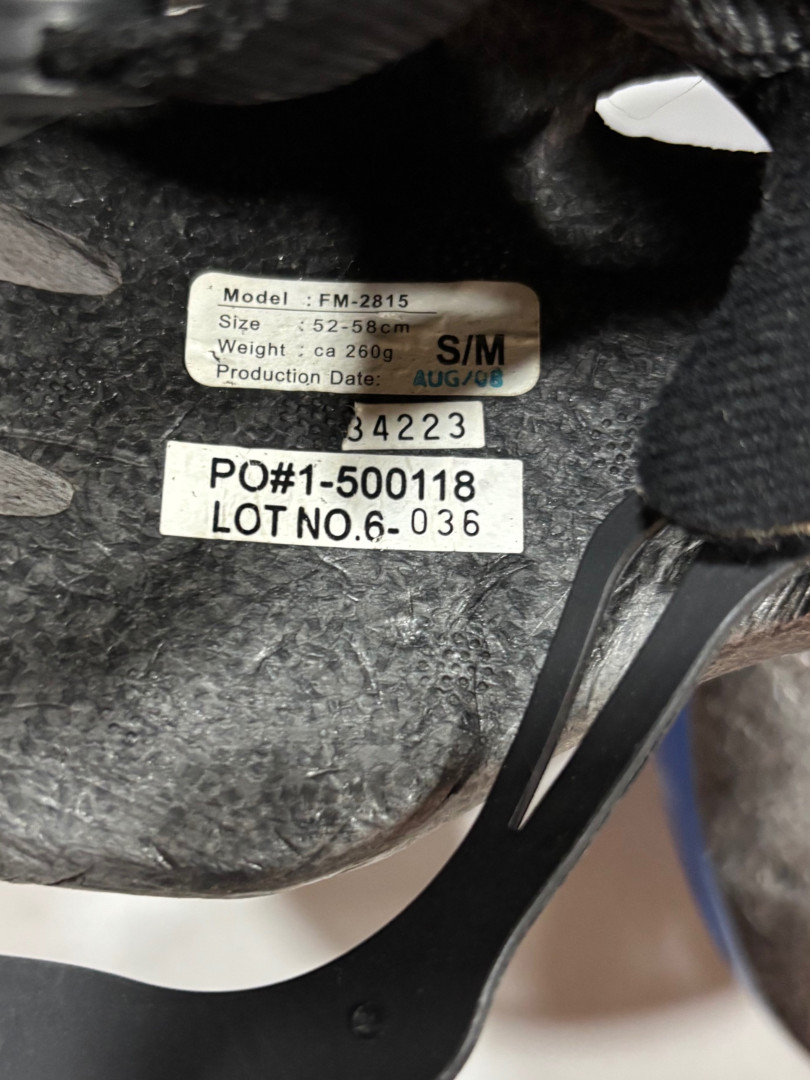 Model : FM-2815
Size : 52-58cm
Weight : ca 260g
S/M
Production Date: AUG/08
34223
PO#1-500118
LOT NO.6-036